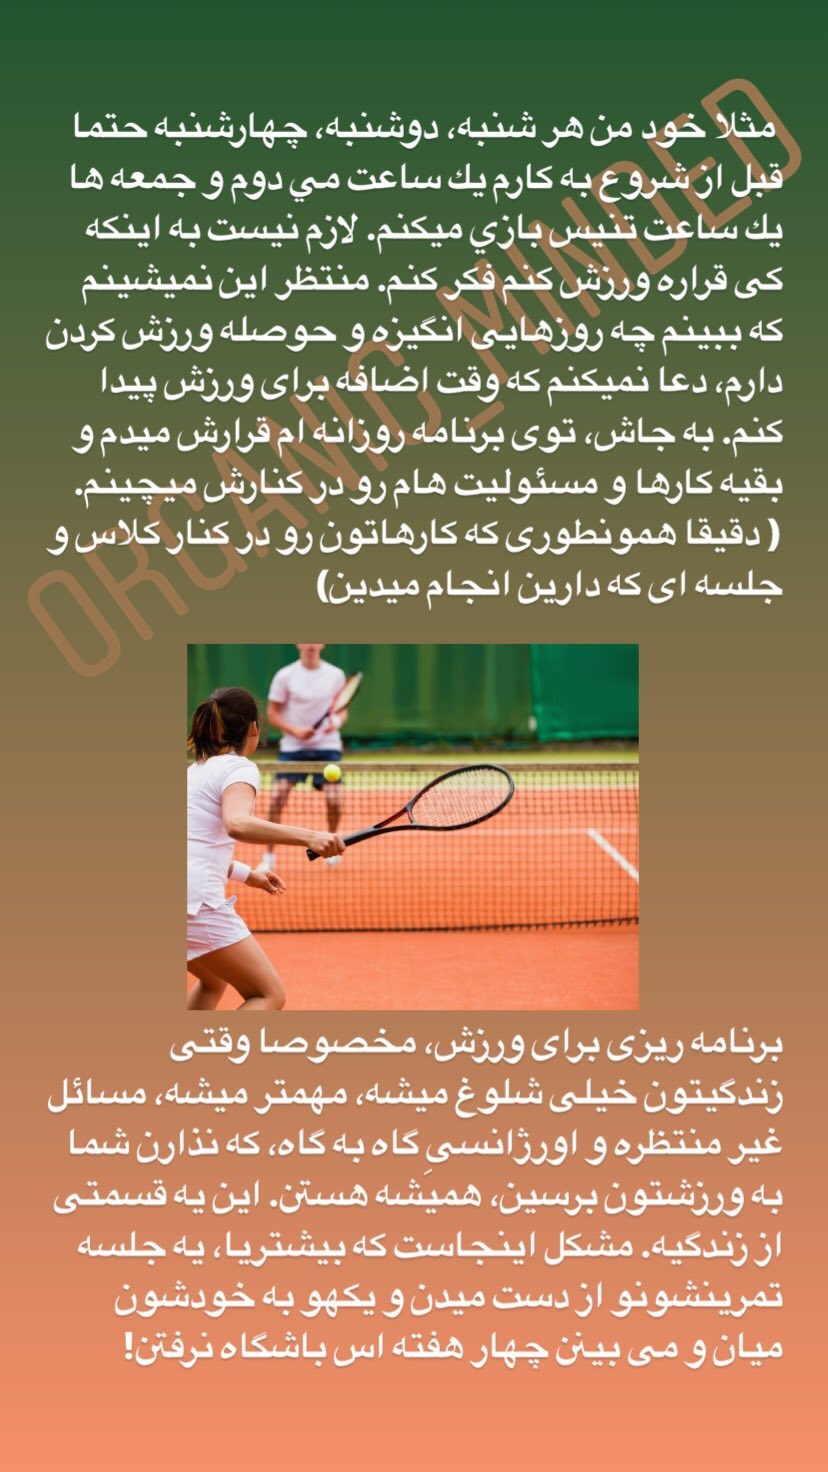 مثلا خود من هر شنبه، دوشنبه، چهارشنبه حتما
قبل از شروع به کارم يك ساعت مي دوم و جمعه ها
يك ساعت تنيس بازي ميكنم. لازم نیست به اینکه
کی قراره ورزش کنم فکر کنم. منتظر این نمیشینم
که ببینم چه روزهایی انگیزه و حوصله ورزش کردن
دارم، دعا نمیکنم که وقت اضافه برای ورزش پیدا
کنم. به جاش، توی برنامه روزانه ام قرارش میدم و
بقیه کارها و مسئولیت هام رو در کنارش میچینم.
( دقیقا همونطوری که کارهاتون رو در کنار کلاس و
جلسه ای که دارین انجام میدین)
ORGANIC_MINDED
برنامه ریزی برای ورزش، مخصوصا وقتی
زندگیتون خیلی شلوغ میشه، مهمتر میشه، مسائل
غیر منتظره و اورژانسیِ گاه به گاه، که نذارن شما
به ورزشتون برسین، همیشه هستن. این یه قسمتی
از زندگیه. مشکل اینجاست که بیشتریا، یه جلسه
تمرینشونو از دست میدن و یکهو به خودشون
میان و می بینن چهار هفته اس باشگاه نرفتن!